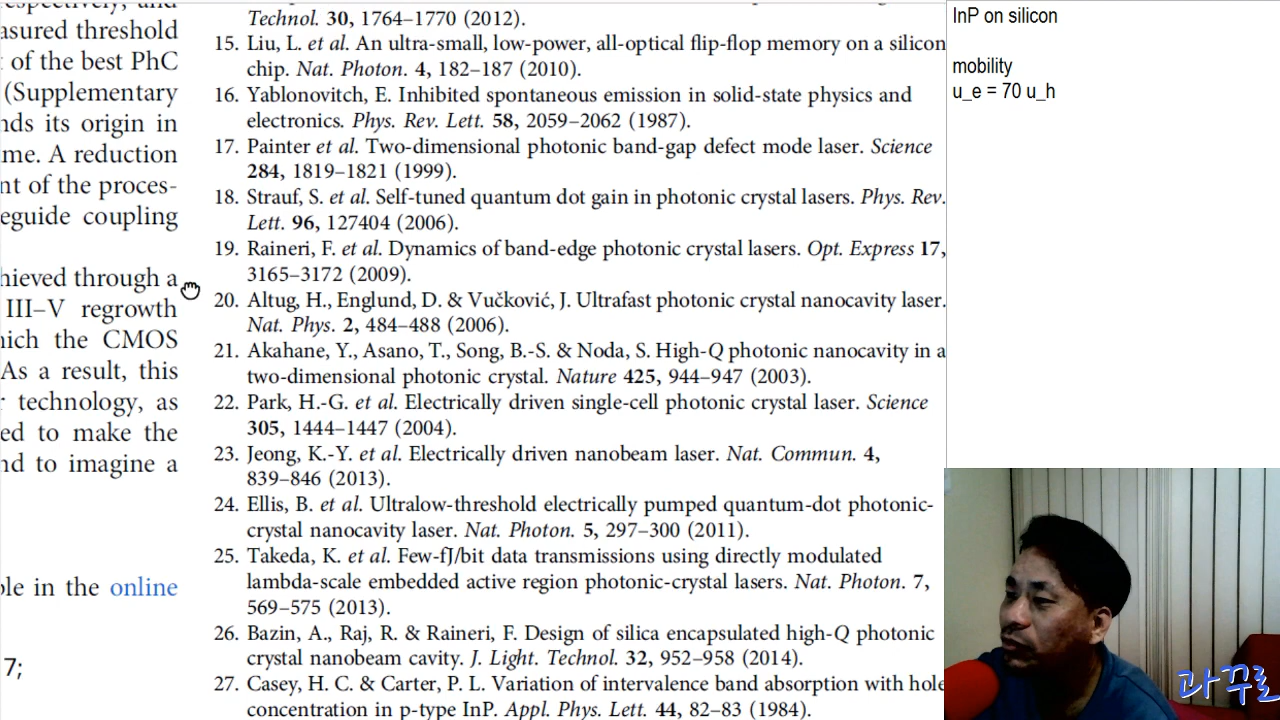 espectively, and
asured threshold
of the best PhC
(Supplementary
nds its origin in
me. A reduction
nt of the proces-
eguide coupling
hieved through a
III–V regrowth
hich the CMOS
As a result, this
r technology, as
ed to make the
nd to imagine a
ble in the online
7;
Technol. 30, 1764–1770 (2012).
15. Liu, L. et al. An ultra-small, low-power, all-optical flip-flop memory on a silicon
chip. Nat. Photon. 4, 182–187 (2010).
16. Yablonovitch, E. Inhibited spontaneous emission in solid-state physics and
electronics. Phys. Rev. Lett. 58, 2059–2062 (1987).
17. Painter et al. Two-dimensional photonic band-gap defect mode laser. Science
284, 1819–1821 (1999).
18. Strauf, S. et al. Self-tuned quantum dot gain in photonic crystal lasers. Phys. Rev.
Lett. 96, 127404 (2006).
19. Raineri, F. et al. Dynamics of band-edge photonic crystal lasers. Opt. Express 17,
3165–3172 (2009).
20. Altug, H., Englund, D. & Vučković, J. Ultrafast photonic crystal nanocavity laser.
Nat. Phys. 2, 484–488 (2006).
21. Akahane, Y., Asano, T., Song, B.-S. & Noda, S. High-Q photonic nanocavity in a
two-dimensional photonic crystal. Nature 425, 944–947 (2003).
22. Park, H.-G. et al. Electrically driven single-cell photonic crystal laser. Science
305, 1444–1447 (2004).
23. Jeong, K.-Y. et al. Electrically driven nanobeam laser. Nat. Commun. 4,
839–846 (2013).
24. Ellis, B. et al. Ultralow-threshold electrically pumped quantum-dot photonic-
crystal nanocavity laser. Nat. Photon. 5, 297–300 (2011).
25. Takeda, K. et al. Few-fJ/bit data transmissions using directly modulated
lambda-scale embedded active region photonic-crystal lasers. Nat. Photon. 7,
569–575 (2013).
26. Bazin, A., Raj, R. & Raineri, F. Design of silica encapsulated high-Q photonic
crystal nanobeam cavity. J. Light. Technol. 32, 952–958 (2014).
27. Casey, H. C. & Carter, P. L. Variation of intervalence band absorption with hole
concentration in p-type InP. Appl. Phys. Lett. 44, 82–83 (1984).
InP on silicon
mobility
u_e = 70 u_h
과꾸로